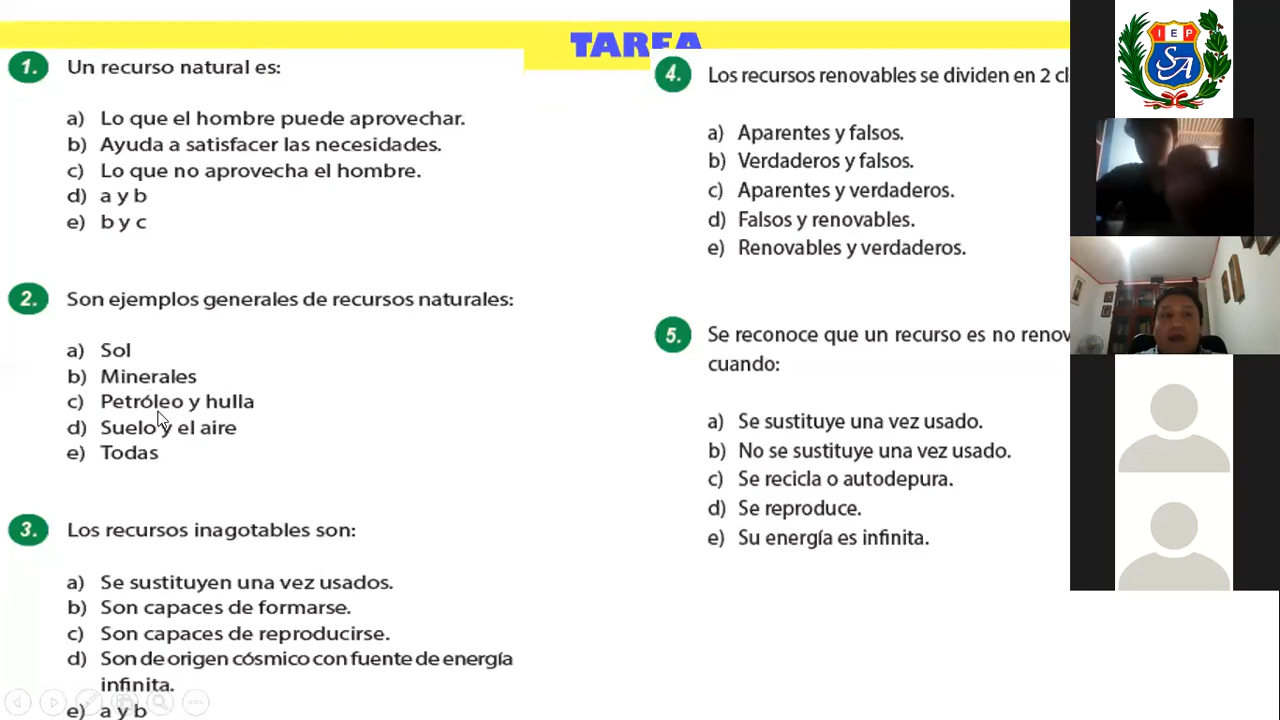 TAREA
1. Un recurso natural es:
a) Lo que el hombre puede aprovechar.
b) Ayuda a satisfacer las necesidades.
c) Lo que no aprovecha el hombre.
d) a y b
e) b y c
2. Son ejemplos generales de recursos naturales:
a) Sol
b) Minerales
c) Petróleo y hulla
d) Suelo y el aire
e) Todas
3. Los recursos inagotables son:
a) Se sustituyen una vez usados.
b) Son capaces de formarse.
c) Son capaces de reproducirse.
d) Son de origen cósmico con fuente de energía
infinita.
e) a y b
4. Los recursos renovables se dividen en 2 cl
a) Aparentes y falsos.
b) Verdaderos y falsos.
c) Aparentes y verdaderos.
d) Falsos y renovables.
e) Renovables y verdaderos.
5. Se reconoce que un recurso es no renov
cuando:
a) Se sustituye una vez usado.
b) No se sustituye una vez usado.
c) Se recicla o autodepura.
d) Se reproduce.
e) Su energía es infinita.
I E P
SA